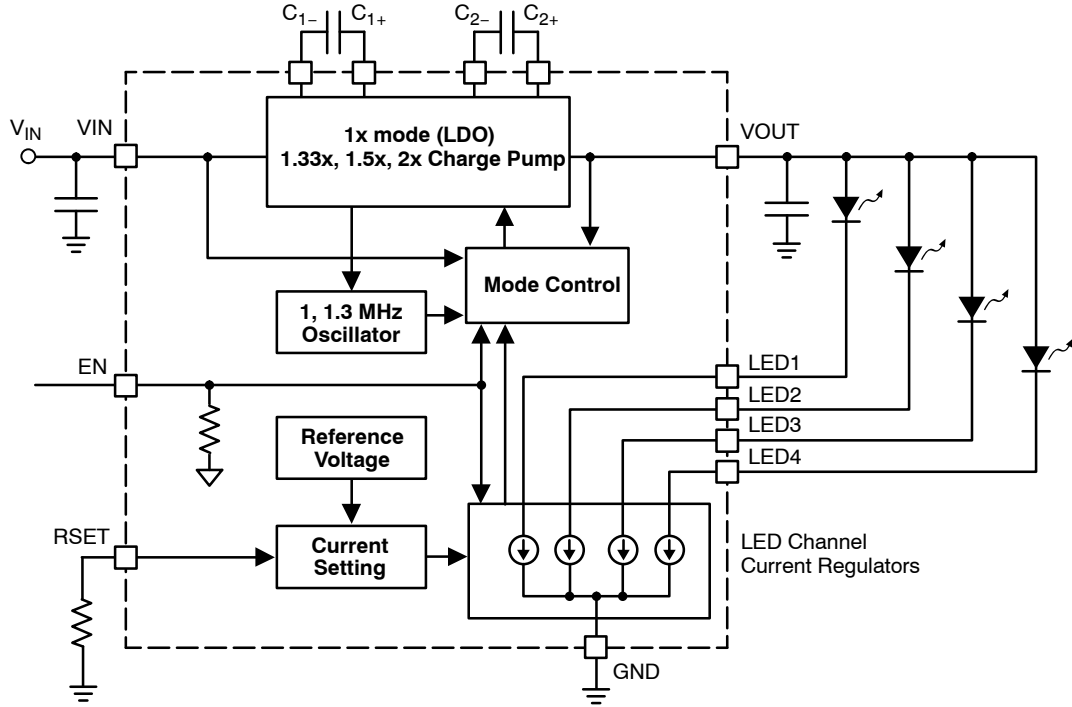 C1− C1+ C2− C2+
VIN VIN
1x mode (LDO)
1.33x, 1.5x, 2x Charge Pump
VOUT
Mode Control
1, 1.3 MHz
Oscillator
EN
LED1
LED2
LED3
LED4
Reference
Voltage
RSET
Current
Setting
LED Channel
Current Regulators
GND